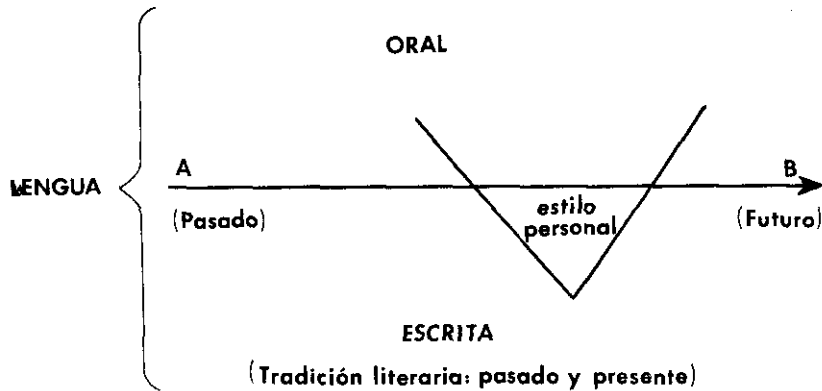 ORAL
A
B
LENGUA
(Pasado)
estilo
personal
(Futuro)
ESCRITA
(Tradición literaria: pasado y presente)